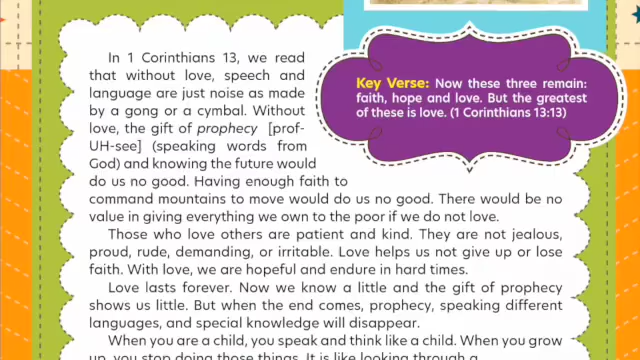 In 1 Corinthians 13, we read
that without love, speech and
language are just noise as made
by a gong or a cymbal. Without
love, the gift of prophecy [prof-
UH-see] (speaking words from
God) and knowing the future would
do us no good. Having enough faith to
command mountains to move would do us no good. There would be no
value in giving everything we own to the poor if we do not love.
Those who love others are patient and kind. They are not jealous,
proud, rude, demanding, or irritable. Love helps us not give up or lose
faith. With love, we are hopeful and endure in hard times.
Love lasts forever. Now we know a little and the gift of prophecy
shows us little. But when the end comes, prophecy, speaking different
languages, and special knowledge will disappear.
When you are a child, you speak and think like a child. When you grow
up, you stop doing those things. It is like looking through a
Key Verse: Now these three remain:
faith, hope and love. But the greatest
of these is love. (1 Corinthians 13:13)